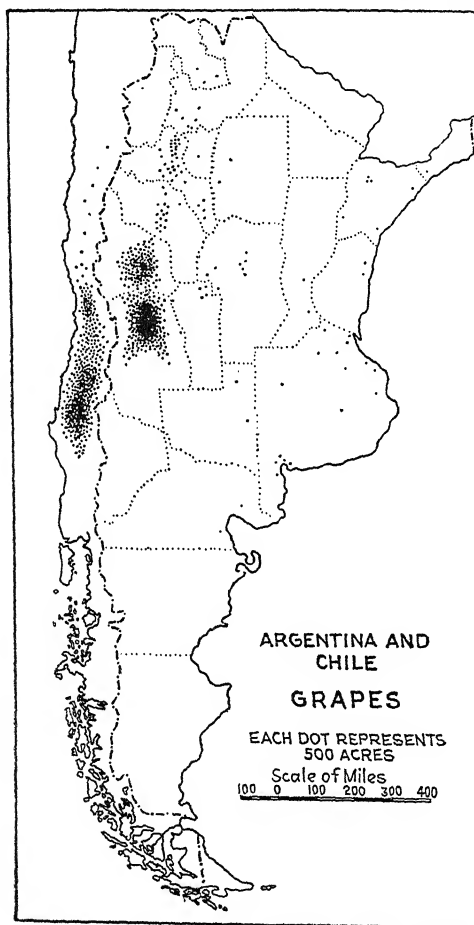 ARGENTINA AND
CHILE
GRAPES
EACH DOT REPRESENTS
500 ACRES
Scale of Miles
100 0 100 200 300 400